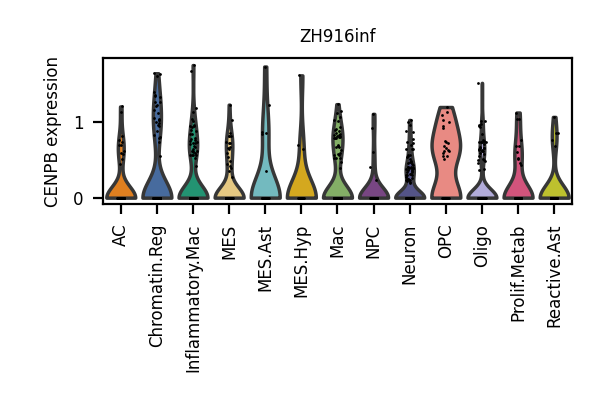 ZH916inf
CENPB expression
1
0
AC
Chromatin.Reg
Inflammatory.Mac
MES
MES.Ast
MES.Hyp
Mac
NPC
Neuron
OPC
Oligo
Prolif.Metab
Reactive.Ast